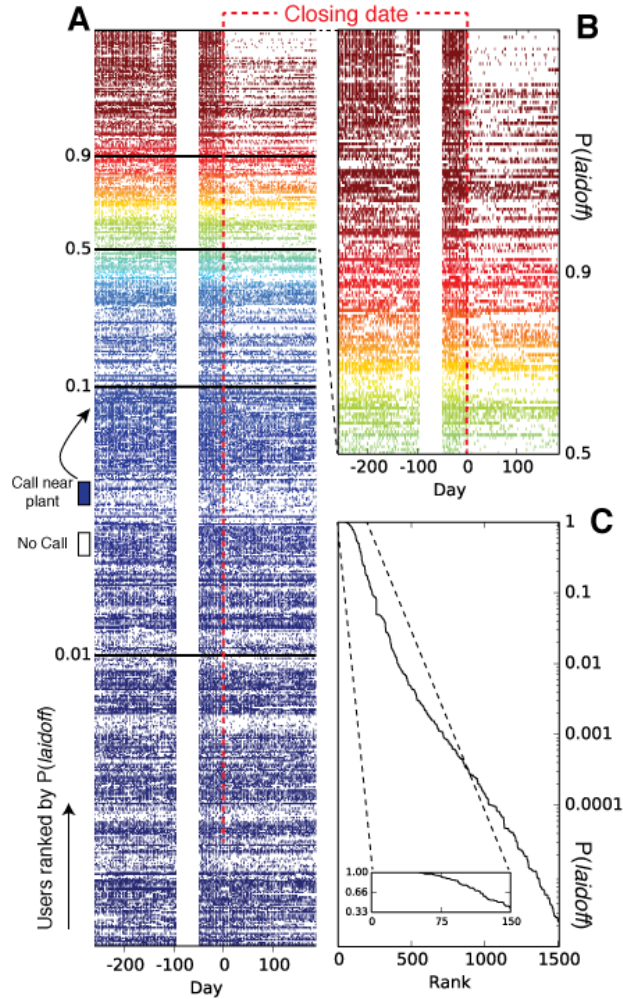 Closing date
A
B
0.9
0.5
0.1
Call near
plant
No Call
0.01
Users ranked by P(laidoff)
-200 -100 0 100
Day
P(laidoff)
0.9
0.5
-200 -100 0 100
Day
C
1
0.1
0.01
0.001
0.0001
P(laidoff)
1.00
0.66
0.33
0 75 150
0 500 1000 1500
Rank